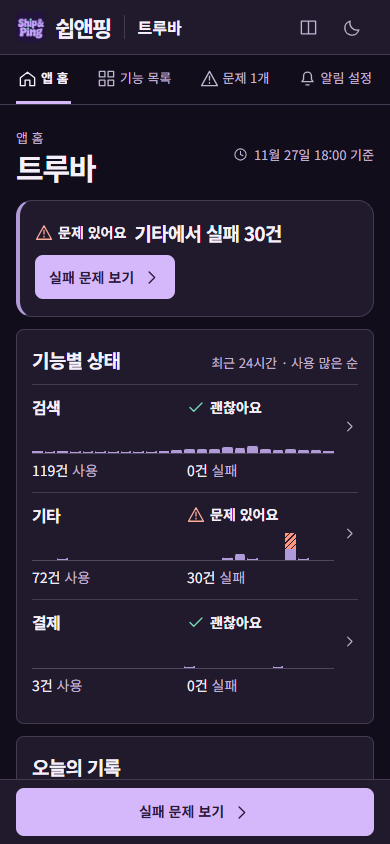 Ship&
Ping
쉽앤핑
트루바
앱 홈
기능 목록
문제 1개
알림 설정
앱 홈
트루바
11월 27일 18:00 기준
문제 있어요 기타에서 실패 30건
실패 문제 보기
기능별 상태
최근 24시간 · 사용 많은 순
검색
괜찮아요
119건 사용
0건 실패
기타
문제 있어요
72건 사용
30건 실패
결제
괜찮아요
3건 사용
0건 실패
오늘의 기록
실패 문제 보기